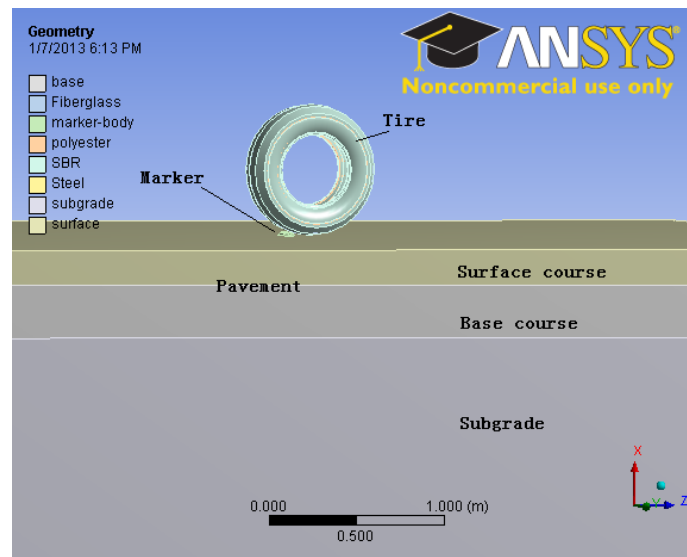 Geometry
1/7/2013 6:13 PM
base
Fiberglass
marker-body
polyester
SBR
Steel
subgrade
surface
ANSYS
Noncommercial use only
Tire
Marker
Surface course
Pavement
Base course
Subgrade
X
Y
Z
0.000
1.000 (m)
0.500